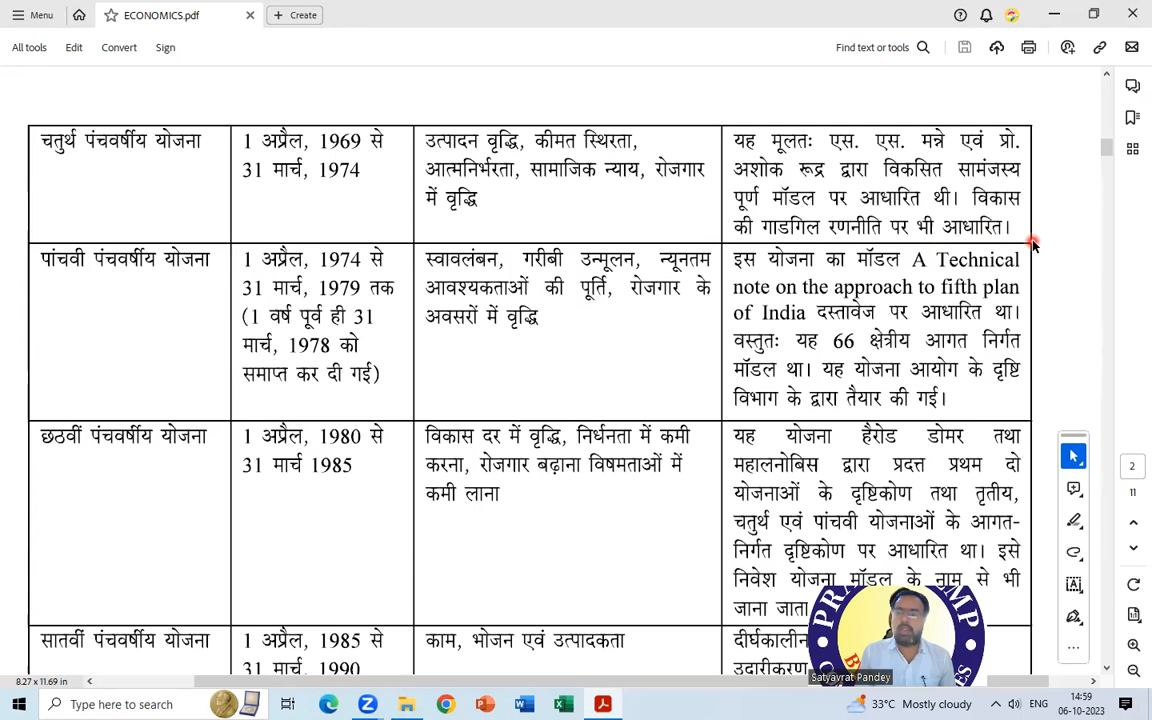 Menu
ECONOMICS.pdf
Create
All tools Edit Convert Sign
Find text or tools
चतुर्थ पंचवर्षीय योजना
1 अप्रैल, 1969 से
31 मार्च, 1974
उत्पादन वृद्धि, कीमत स्थिरता,
आत्मनिर्भरता, सामाजिक न्याय, रोजगार
में वृद्धि
यह मूलतः एस. एस. मन्ने एवं प्रो.
अशोक रूद्र द्वारा विकसित सामंजस्य
पूर्ण मॉडल पर आधारित थी। विकास
की गाडगिल रणनीति पर भी आधारित।
पांचवी पंचवर्षीय योजना
1 अप्रैल, 1974 से
31 मार्च, 1979 तक
(1 वर्ष पूर्व ही 31
मार्च, 1978 को
समाप्त कर दी गई)
स्वावलंबन, गरीबी उन्मूलन, न्यूनतम
आवश्यकताओं की पूर्ति, रोजगार के
अवसरों में वृद्धि
इस योजना का मॉडल A Technical
note on the approach to fifth plan
of India दस्तावेज पर आधारित था।
वस्तुतः यह 66 क्षेत्रीय आगत निर्गत
मॉडल था। यह योजना आयोग के दृष्टि
विभाग के द्वारा तैयार की गई।
छठवीं पंचवर्षीय योजना
1 अप्रैल, 1980 से
31 मार्च 1985
विकास दर में वृद्धि, निर्धनता में कमी
करना, रोजगार बढ़ाना विषमताओं में
कमी लाना
यह योजना हैरोड डोमर तथा
महालनोबिस द्वारा प्रदत्त प्रथम दो
योजनाओं के दृष्टिकोण तथा तृतीय,
चतुर्थ एवं पांचवी योजनाओं के आगत-
निर्गत दृष्टिकोण पर आधारित था। इसे
निवेश योजना मॉडल के नाम से भी
जाना जाता
सातवीं पंचवर्षीय योजना
1 अप्रैल, 1985 से
31 मार्च, 1990
काम, भोजन एवं उत्पादकता
दीर्घकालीन
उदारीकरण
2
11
Satyavrat Pandey
8.27 x 11.69 in
Type here to search
33°C Mostly cloudy
ENG
14:59
06-10-2023